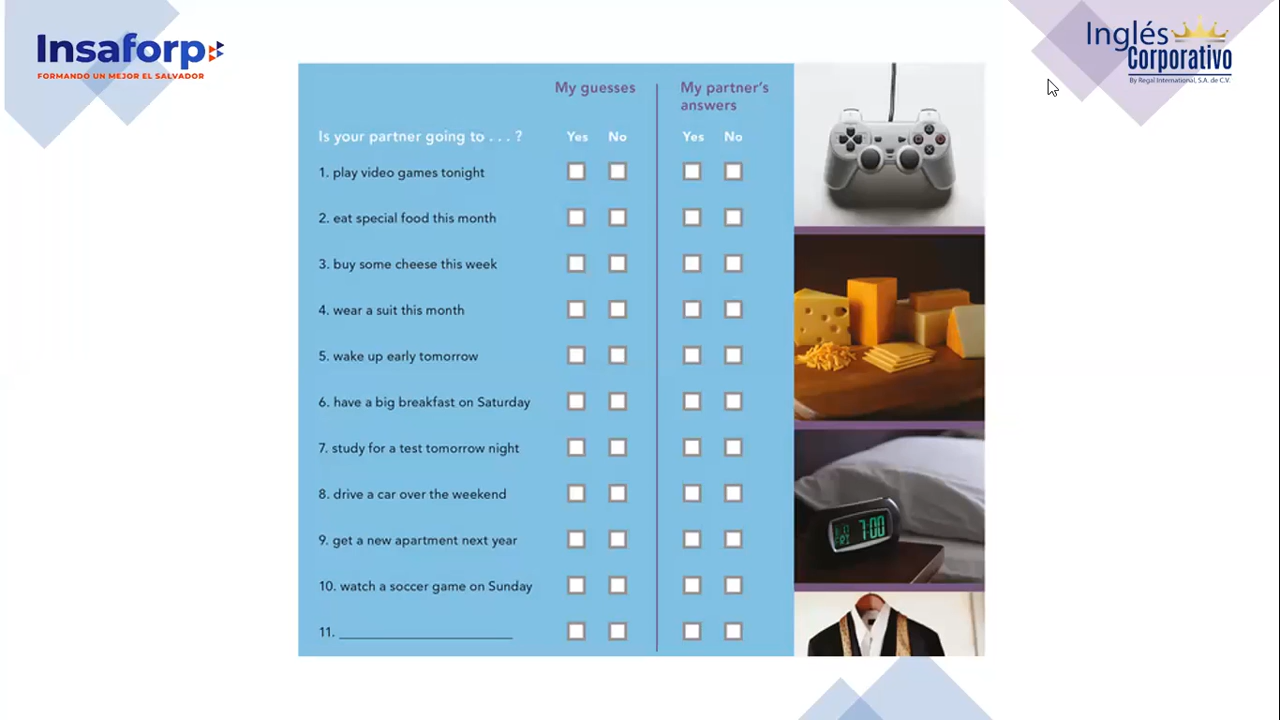 Insaforp
FORMANDO UN MEJOR EL SALVADOR
Inglés
Corporativo
By Regal International, S.A. de C.V.
My guesses
My partner's
answers
Is your partner going to . . . ? Yes No Yes No
1. play video games tonight
2. eat special food this month
3. buy some cheese this week
4. wear a suit this month
5. wake up early tomorrow
6. have a big breakfast on Saturday
7. study for a test tomorrow night
8. drive a car over the weekend
9. get a new apartment next year
10. watch a soccer game on Sunday
11. ____________________
7:00